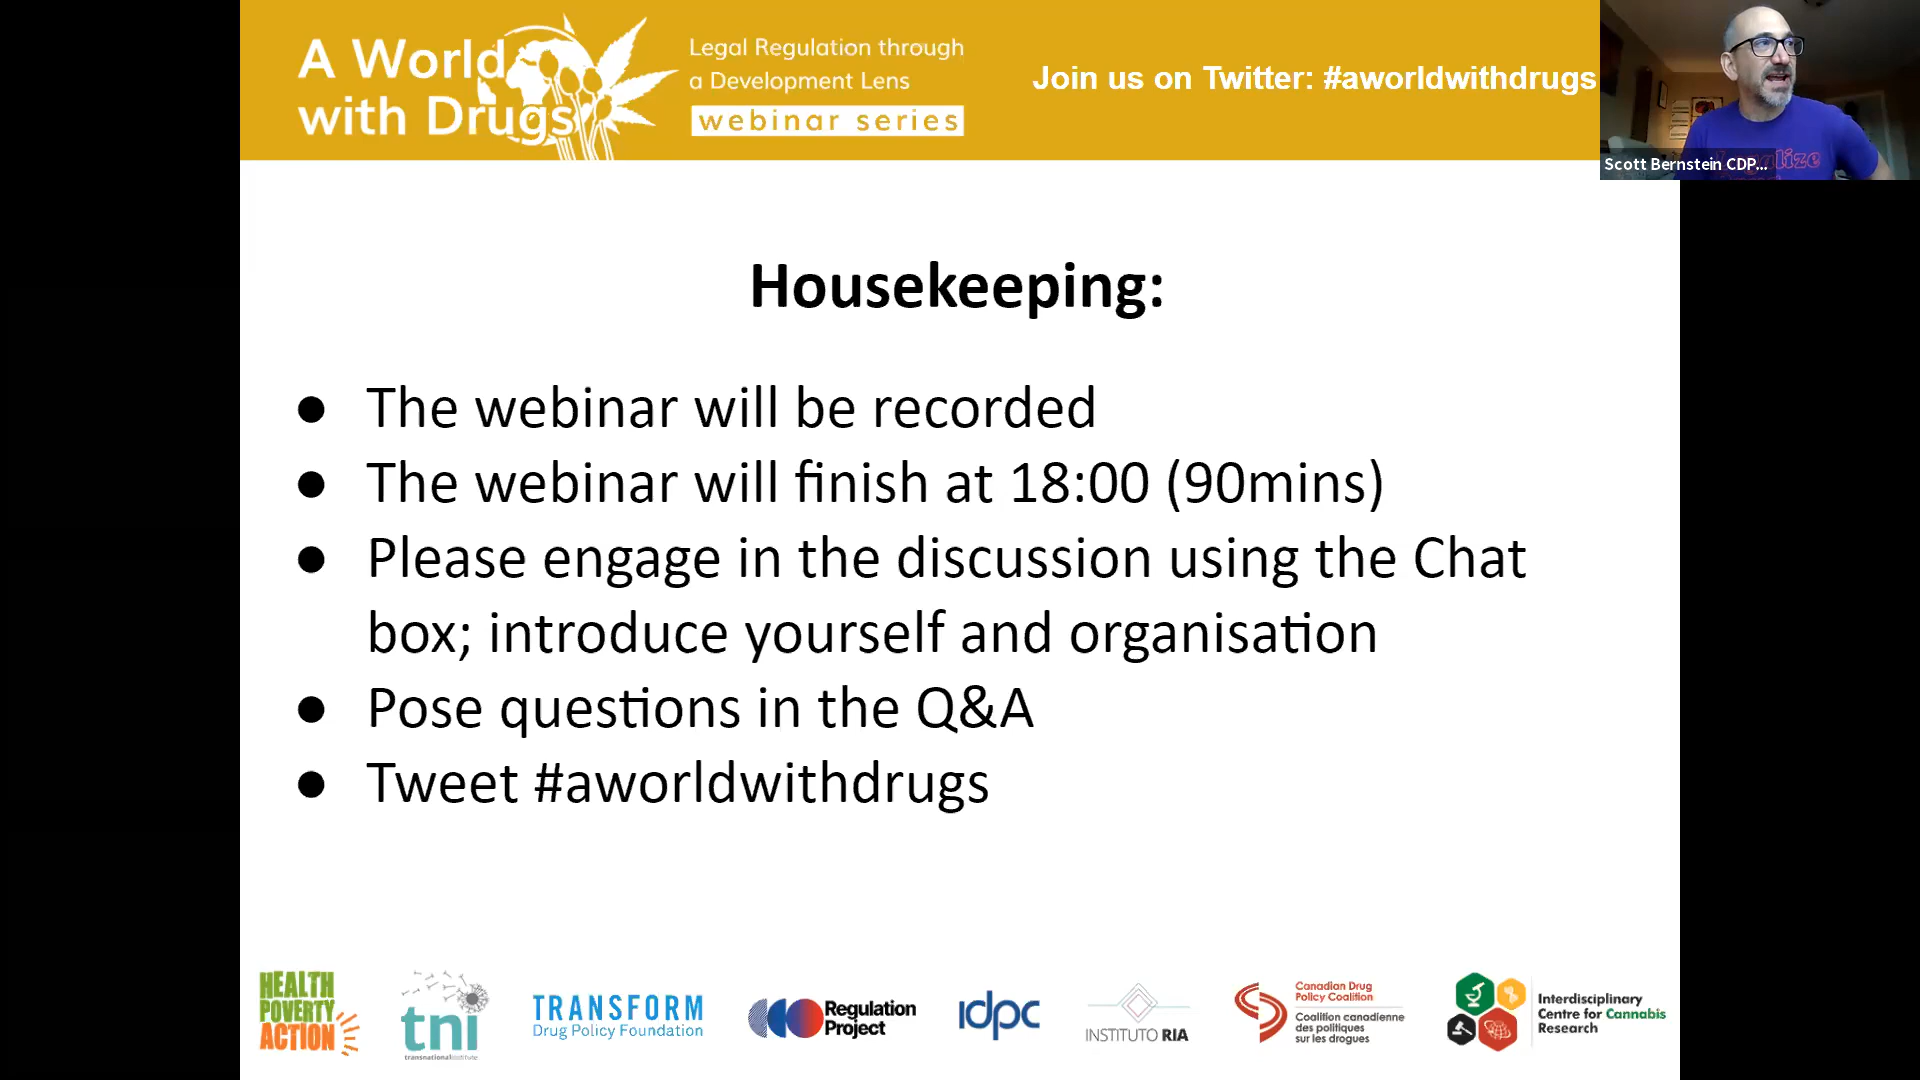 A World
with Drugs
Legal Regulation through
a Development Lens
webinar series
Join us on Twitter: #aworldwithdrugs
Scott Bernstein CDP...
Housekeeping:
● The webinar will be recorded
● The webinar will finish at 18:00 (90mins)
● Please engage in the discussion using the Chat
box; introduce yourself and organisation
● Pose questions in the Q&A
● Tweet #aworldwithdrugs
HEALTH
POVERTY
ACTION
tni
transnationalinstitute
TRANSFORM
Drug Policy Foundation
Regulation
Project
idpc
INSTITUTO RIA
Canadian Drug
Policy Coalition
Coalition canadienne
des politiques
sur les drogues
Interdisciplinary
Centre for Cannabis
Research